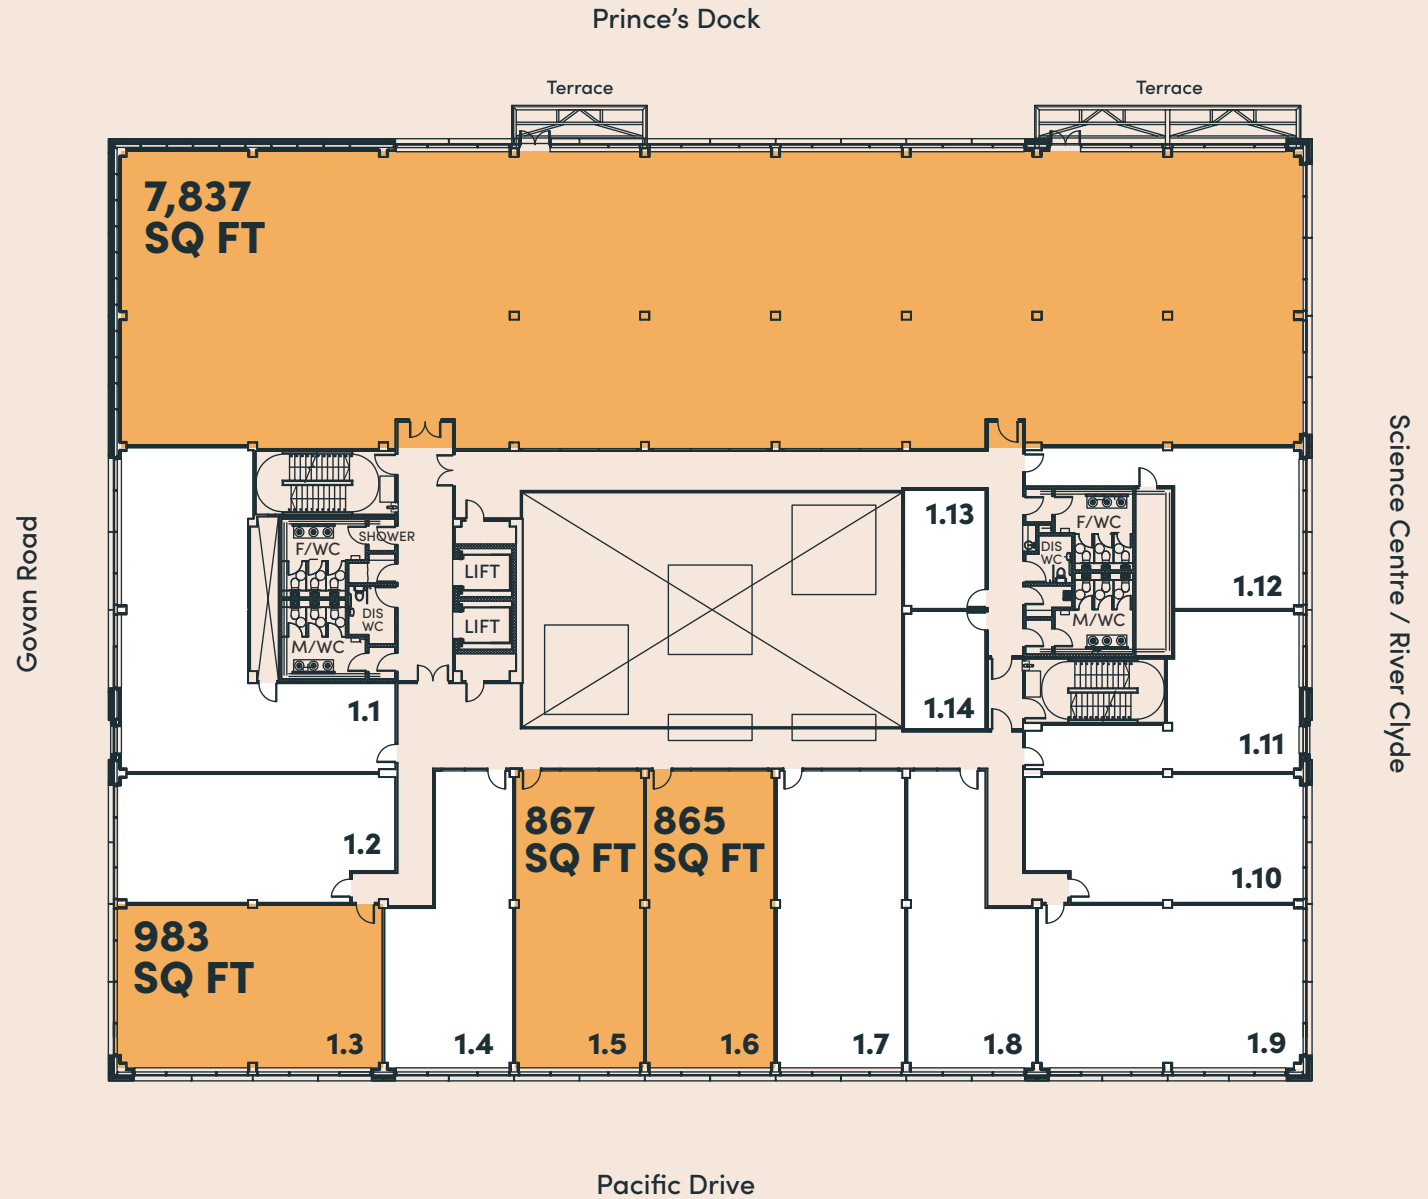 Prince’s Dock
Terrace
Terrace
7,837
SQ FT
Govan Road
Science Centre / River Clyde
F/WC
SHOWER
LIFT
DIS
WC
LIFT
M/WC
1.13
F/WC
DIS
WC
1.12
M/WC
1.1
1.14
1.11
1.2
867
SQ FT
865
SQ FT
1.10
983
SQ FT
1.3
1.4
1.5
1.6
1.7
1.8
1.9
Pacific Drive